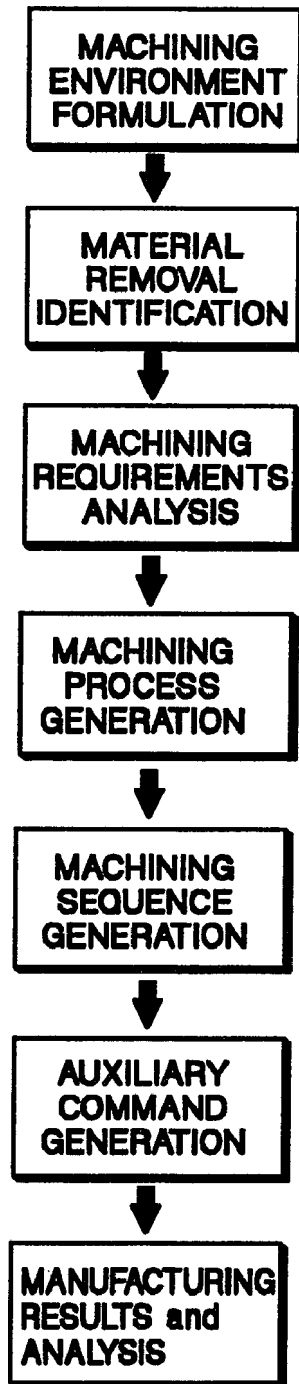 MACHINING
ENVIRONMENT
FORMULATION
MATERIAL
REMOVAL
IDENTIFICATION
MACHINING
REQUIREMENTS
ANALYSIS
MACHINING
PROCESS
GENERATION
MACHINING
SEQUENCE
GENERATION
AUXILIARY
COMMAND
GENERATION
MANUFACTURING
RESULTS and
ANALYSIS